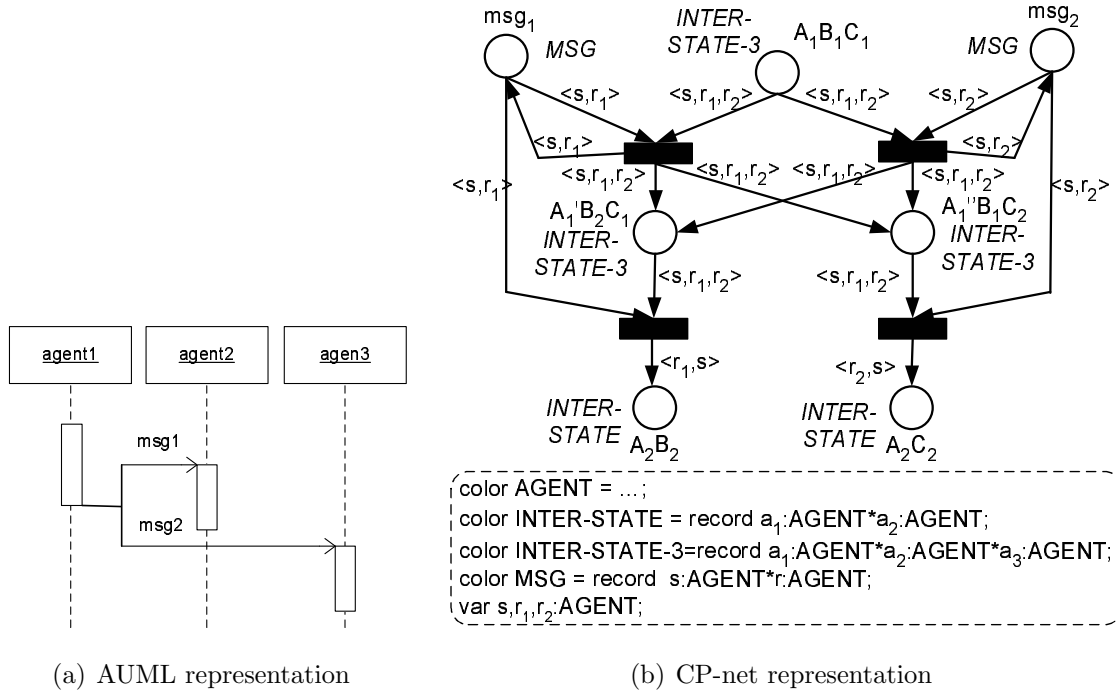 agent1
agent2
agen3
msg1
msg2
msg₁
MSG
INTER-
STATE-3
A₁B₁C₁
MSG
msg₂
<s,r₁>
<s,r₁,r₂>
<s,r₁,r₂>
<s,r₂>
<s,r₁>
<s,r₂>
<s,r₁>
<s,r₁,r₂>
<s,r₁,r₂>
<s,r₁,r₂>
<s,r₁,r₂>
<s,r₂>
A₁'B₂C₁
INTER-
STATE-3
A₁''B₁C₂
INTER-
STATE-3
<s,r₁,r₂>
<s,r₁,r₂>
<r₁,s>
<r₂,s>
INTER-
STATE
A₂B₂
INTER-
STATE
A₂C₂
color AGENT = ...;
color INTER-STATE = record a₁:AGENT*a₂:AGENT;
color INTER-STATE-3=record a₁:AGENT*a₂:AGENT*a₃:AGENT;
color MSG = record s:AGENT*r:AGENT;
var s,r₁,r₂:AGENT;
(a) AUML representation
(b) CP-net representation